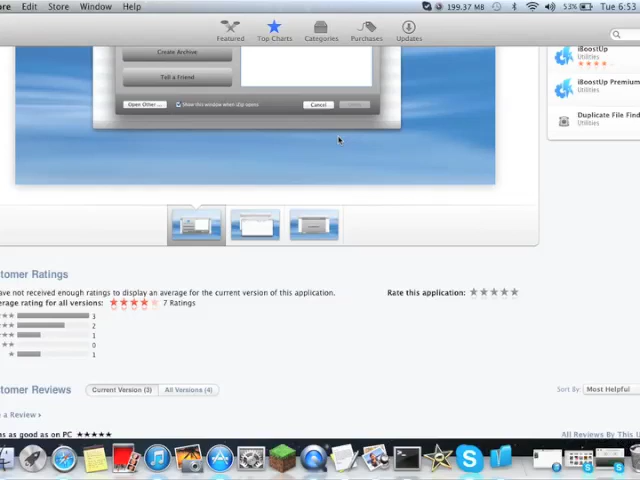 ore Edit Store Window Help 199.37 MB 53% Tue 6:53
Featured Top Charts Categories Purchases Updates
Create Archive
Tell a Friend
Open Other... Show this window when iZip opens Cancel
iBoostUp
Utilities
iBoostUp Premium
Utilities
Duplicate File Find
Utilities
tomer Ratings
ave not received enough ratings to display an average for the current version of this application.
Rate this application:
erage rating for all versions: 7 Ratings
3
2
1
0
1
stomer Reviews Current Version (3) All Versions (4) Sort By: Most Helpful
e a Review ›
as as good as on PC All Reviews By This U